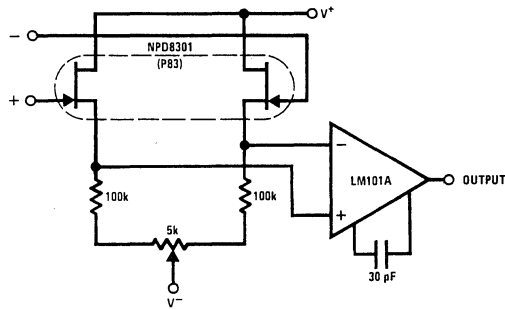 V+
−
NPD8301
(P83)
+
−
LM101A
OUTPUT
100k
100k
+
5k
30 pF
V−